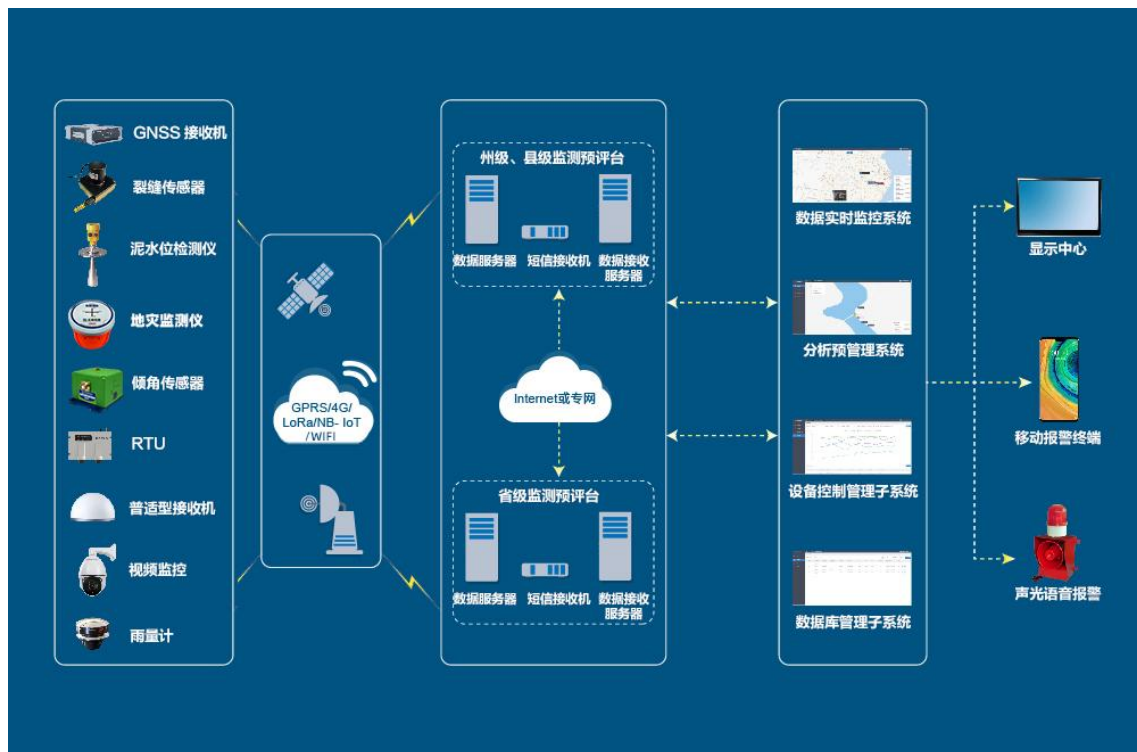 GNSS 接收机
裂缝传感器
泥水位检测仪
地灾监测仪
倾角传感器
RTU
普适型接收机
视频监控
雨量计
GPRS/4G/
LoRa/NB- IoT
/WIFI
州级、县级监测预评台
数据服务器
短信接收机
数据接收
服务器
Internet或专网
省级监测预评台
数据服务器
短信接收机
数据接收
服务器
数据实时监控系统
分析预管理系统
设备控制管理子系统
数据库管理子系统
显示中心
移动报警终端
声光语音报警